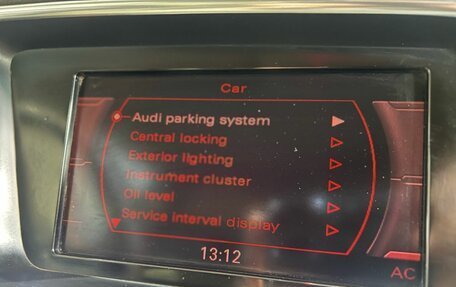 Car
Audi parking system
Central locking
Exterior lighting
Instrument cluster
Oil level
Service interval display
13:12
AC